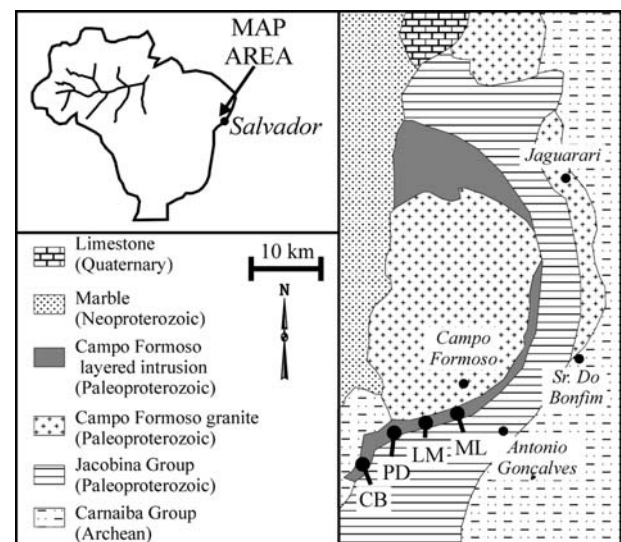 MAP
AREA
Salvador
Limestone
(Quaternary)
Marble
(Neoproterozoic)
Campo Formoso
layered intrusion
(Paleoproterozoic)
Campo Formoso granite
(Paleoproterozoic)
Jacobina Group
(Paleoproterozoic)
Carnaiba Group
(Archean)
10 km
N
Jaguarari
Campo
Formoso
Sr. Do
Bonfim
ML
LM
PD
CB
Antonio
Gonçalves